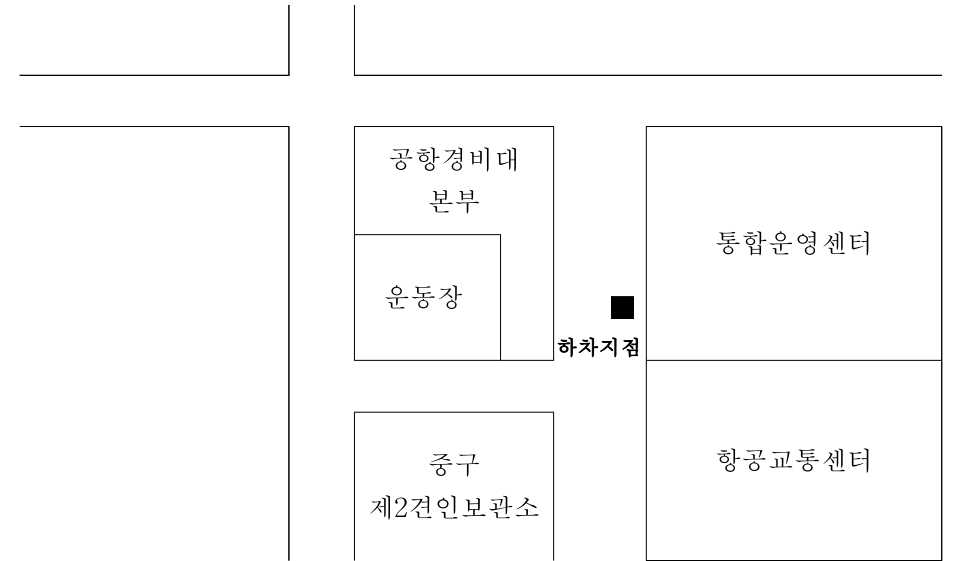 공항경비대
본부
통합운영센터
운동장
하차지점
중구
제2견인보관소
항공교통센터